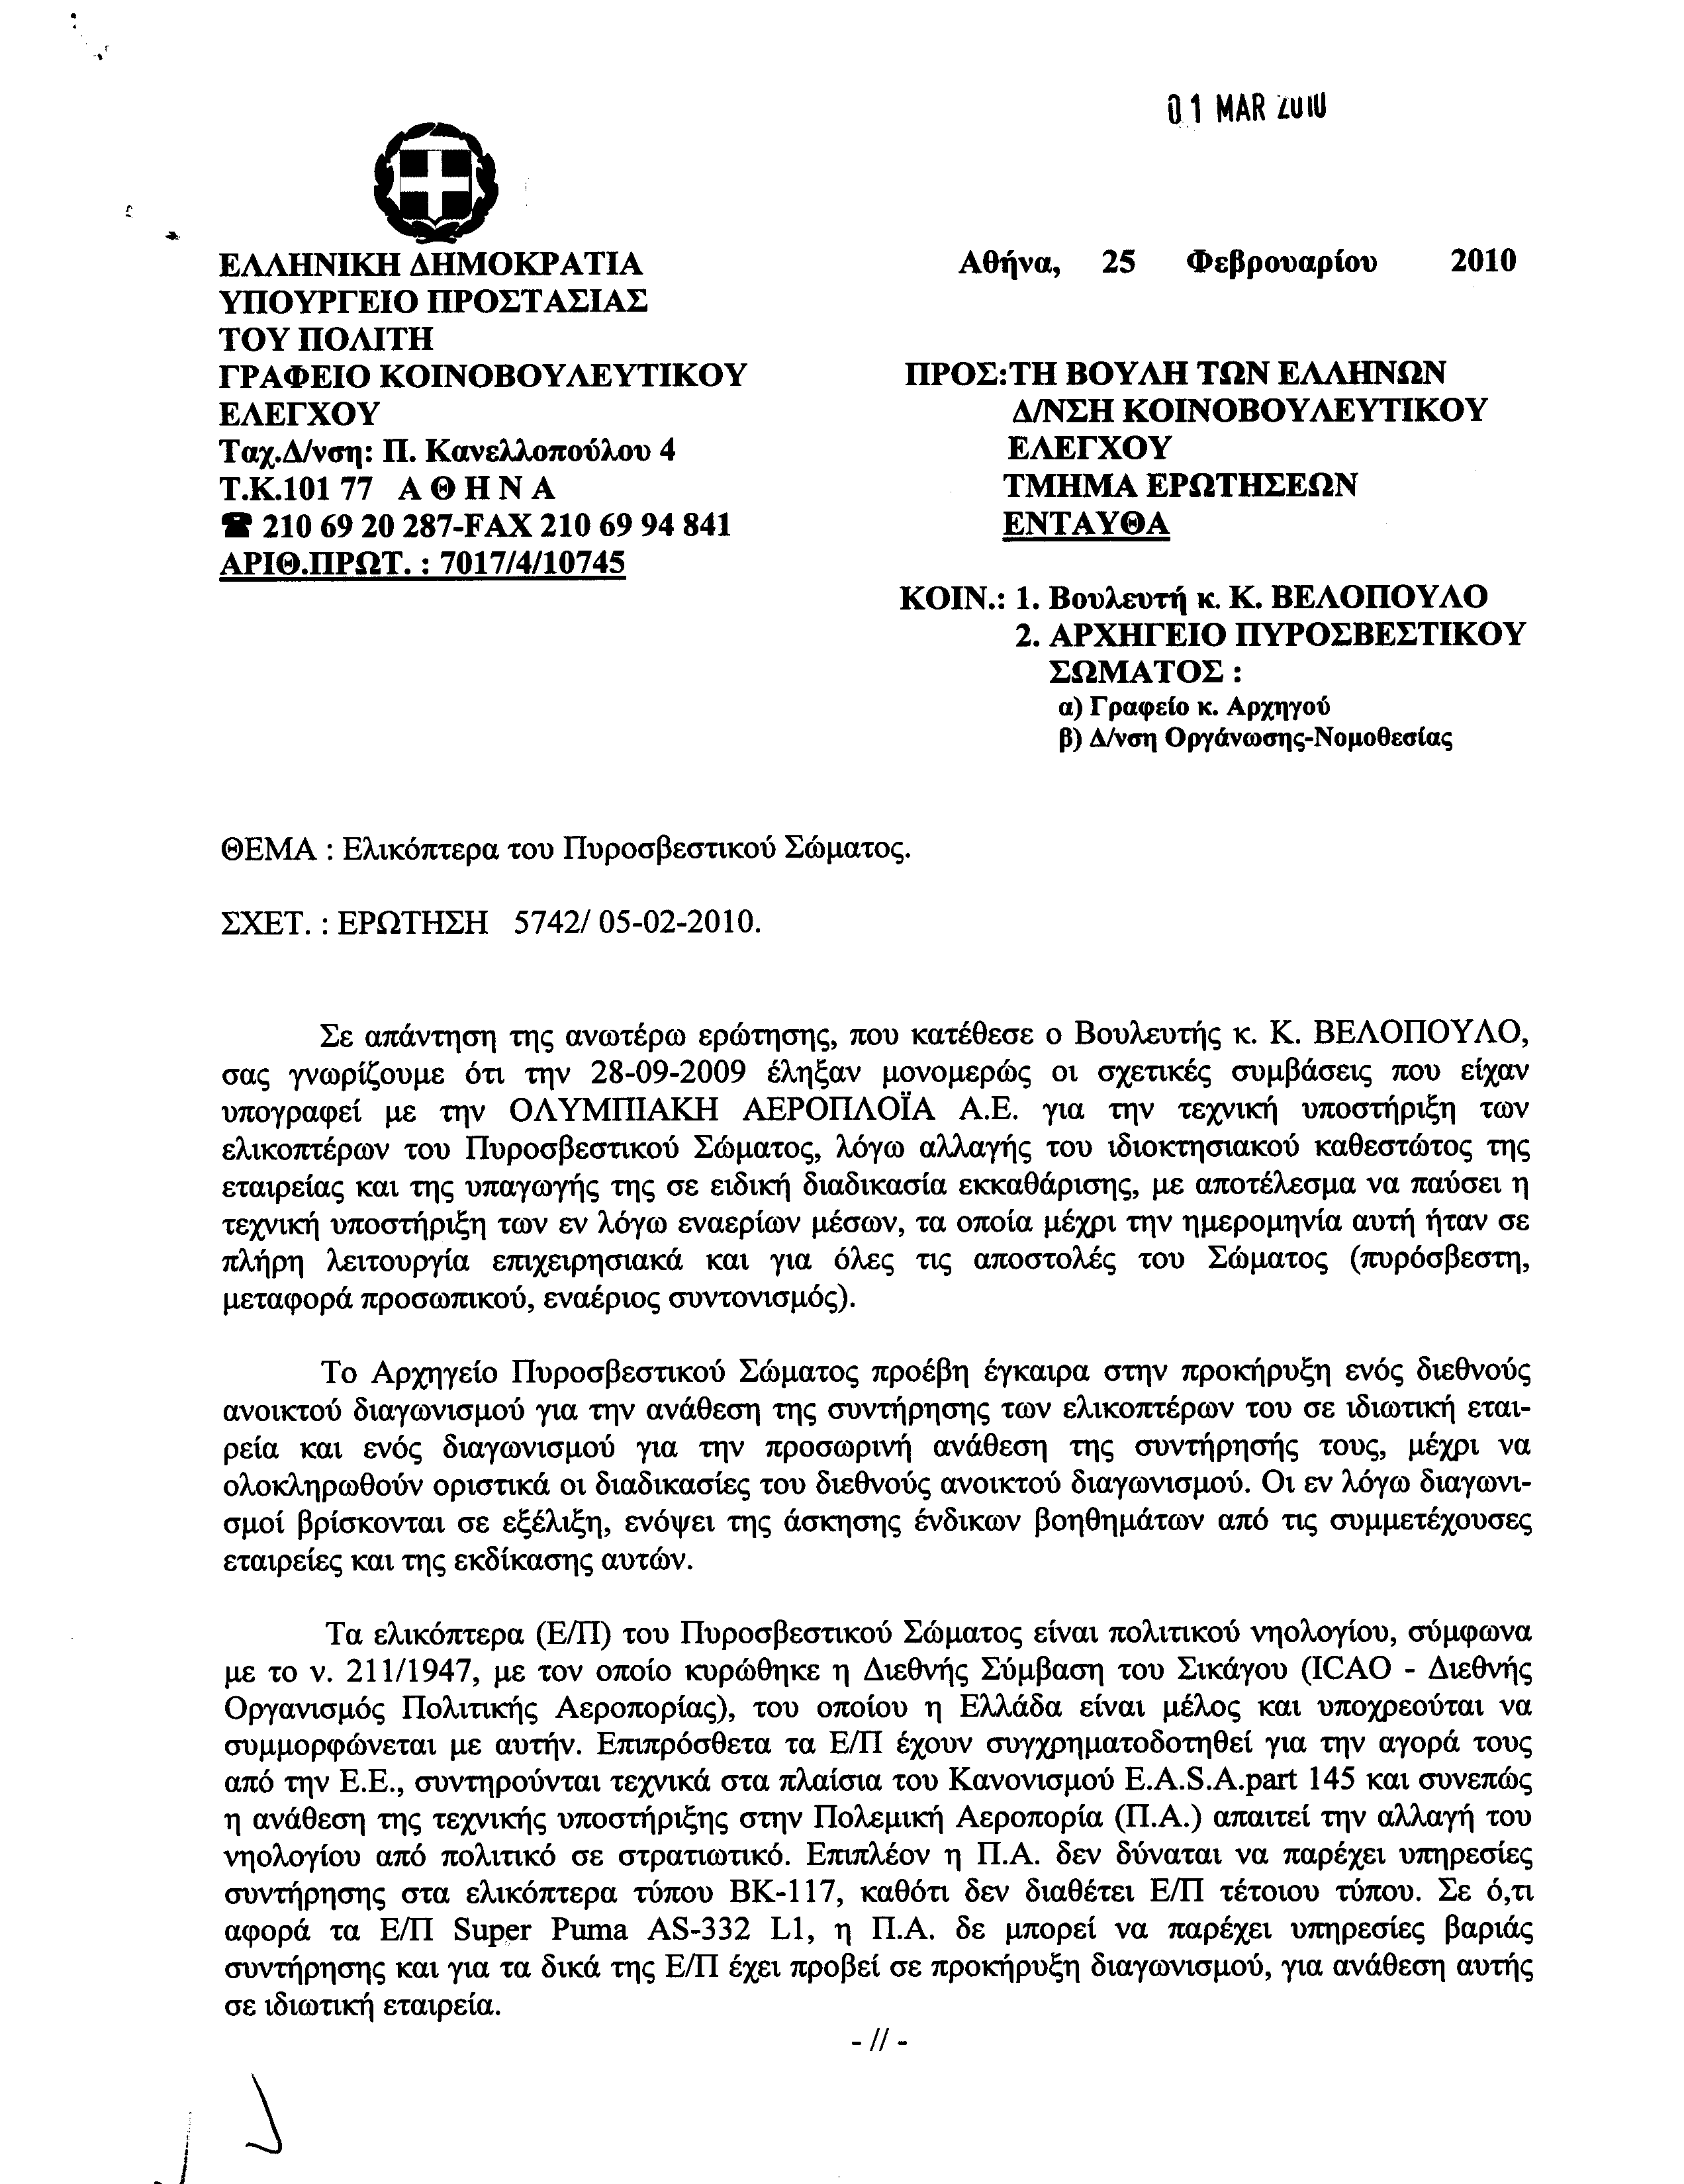 01 MAR 2010
ΕΛΛΗΝΙΚΗ ΔΗΜΟΚΡΑΤΙΑ
ΥΠΟΥΡΓΕΙΟ ΠΡΟΣΤΑΣΙΑΣ
ΤΟΥ ΠΟΛΙΤΗ
ΓΡΑΦΕΙΟ ΚΟΙΝΟΒΟΥΛΕΥΤΙΚΟΥ
ΕΛΕΓΧΟΥ
Ταχ.Δ/νση: Π. Κανελλοπούλου 4
Τ.Κ.101 77 Α Θ Η Ν Α
☎ 210 69 20 287-FAX 210 69 94 841
ΑΡΙΘ.ΠΡΩΤ. : 7017/4/10745
Αθήνα, 25 Φεβρουαρίου 2010
ΠΡΟΣ:ΤΗ ΒΟΥΛΗ ΤΩΝ ΕΛΛΗΝΩΝ
Δ/ΝΣΗ ΚΟΙΝΟΒΟΥΛΕΥΤΙΚΟΥ
ΕΛΕΓΧΟΥ
ΤΜΗΜΑ ΕΡΩΤΗΣΕΩΝ
ΕΝΤΑΥΘΑ
ΚΟΙΝ.: 1. Βουλευτή κ. Κ. ΒΕΛΟΠΟΥΛΟ
2. ΑΡΧΗΓΕΙΟ ΠΥΡΟΣΒΕΣΤΙΚΟΥ
ΣΩΜΑΤΟΣ :
α) Γραφείο κ. Αρχηγού
β) Δ/νση Οργάνωσης-Νομοθεσίας
ΘΕΜΑ : Ελικόπτερα του Πυροσβεστικού Σώματος.
ΣΧΕΤ. : ΕΡΩΤΗΣΗ 5742/ 05-02-2010.
Σε απάντηση της ανωτέρω ερώτησης, που κατέθεσε ο Βουλευτής κ. Κ. ΒΕΛΟΠΟΥΛΟ,
σας γνωρίζουμε ότι την 28-09-2009 έληξαν μονομερώς οι σχετικές συμβάσεις που είχαν
υπογραφεί με την ΟΛΥΜΠΙΑΚΗ ΑΕΡΟΠΛΟΪΑ Α.Ε. για την τεχνική υποστήριξη των
ελικοπτέρων του Πυροσβεστικού Σώματος, λόγω αλλαγής του ιδιοκτησιακού καθεστώτος της
εταιρείας και της υπαγωγής της σε ειδική διαδικασία εκκαθάρισης, με αποτέλεσμα να παύσει η
τεχνική υποστήριξη των εν λόγω εναερίων μέσων, τα οποία μέχρι την ημερομηνία αυτή ήταν σε
πλήρη λειτουργία επιχειρησιακά και για όλες τις αποστολές του Σώματος (πυρόσβεστη,
μεταφορά προσωπικού, εναέριος συντονισμός).
Το Αρχηγείο Πυροσβεστικού Σώματος προέβη έγκαιρα στην προκήρυξη ενός διεθνούς
ανοικτού διαγωνισμού για την ανάθεση της συντήρησης των ελικοπτέρων του σε ιδιωτική εται-
ρεία και ενός διαγωνισμού για την προσωρινή ανάθεση της συντήρησής τους, μέχρι να
ολοκληρωθούν οριστικά οι διαδικασίες του διεθνούς ανοικτού διαγωνισμού. Οι εν λόγω διαγωνι-
σμοί βρίσκονται σε εξέλιξη, ενόψει της άσκησης ένδικων βοηθημάτων από τις συμμετέχουσες
εταιρείες και της εκδίκασης αυτών.
Τα ελικόπτερα (Ε/Π) του Πυροσβεστικού Σώματος είναι πολιτικού νηολογίου, σύμφωνα
με το ν. 211/1947, με τον οποίο κυρώθηκε η Διεθνής Σύμβαση του Σικάγου (ICAO - Διεθνής
Οργανισμός Πολιτικής Αεροπορίας), του οποίου η Ελλάδα είναι μέλος και υποχρεούται να
συμμορφώνεται με αυτήν. Επιπρόσθετα τα Ε/Π έχουν συγχρηματοδοτηθεί για την αγορά τους
από την Ε.Ε., συντηρούνται τεχνικά στα πλαίσια του Κανονισμού E.A.S.A.part 145 και συνεπώς
η ανάθεση της τεχνικής υποστήριξης στην Πολεμική Αεροπορία (Π.Α.) απαιτεί την αλλαγή του
νηολογίου από πολιτικό σε στρατιωτικό. Επιπλέον η Π.Α. δεν δύναται να παρέχει υπηρεσίες
συντήρησης στα ελικόπτερα τύπου BK-117, καθότι δεν διαθέτει Ε/Π τέτοιου τύπου. Σε ό,τι
αφορά τα Ε/Π Super Puma AS-332 L1, η Π.Α. δε μπορεί να παρέχει υπηρεσίες βαριάς
συντήρησης και για τα δικά της Ε/Π έχει προβεί σε προκήρυξη διαγωνισμού, για ανάθεση αυτής
σε ιδιωτική εταιρεία.
- // -